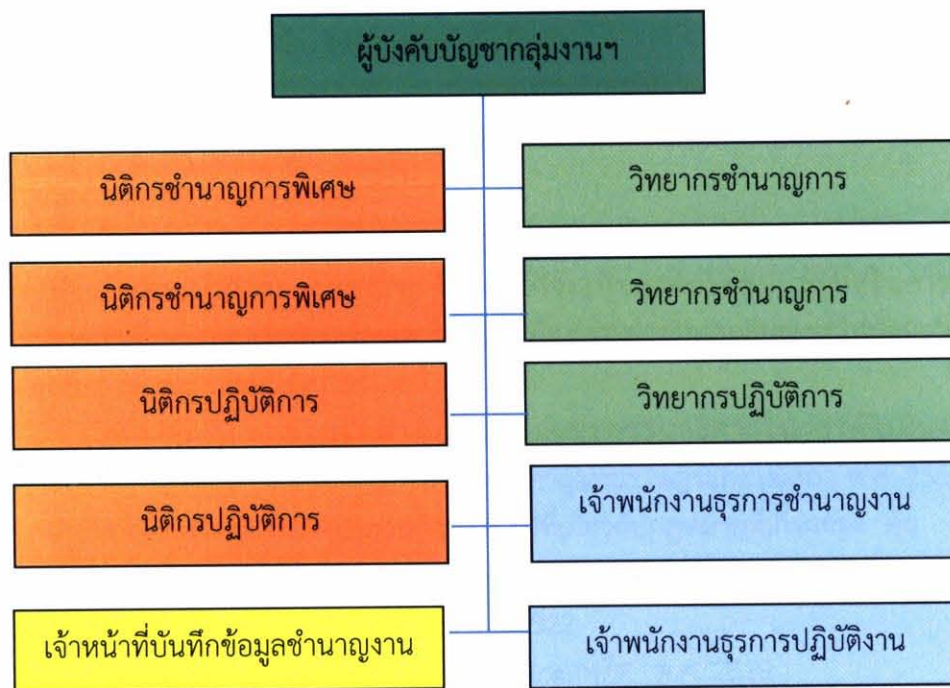 ผู้บังคับบัญชากลุ่มงานฯ
นิติกรชำนาญการพิเศษ
วิทยากรชำนาญการ
นิติกรชำนาญการพิเศษ
วิทยากรชำนาญการ
นิติกรปฏิบัติการ
วิทยากรปฏิบัติการ
นิติกรปฏิบัติการ
เจ้าพนักงานธุรการชำนาญงาน
เจ้าหน้าที่บันทึกข้อมูลชำนาญงาน
เจ้าพนักงานธุรการปฏิบัติงาน